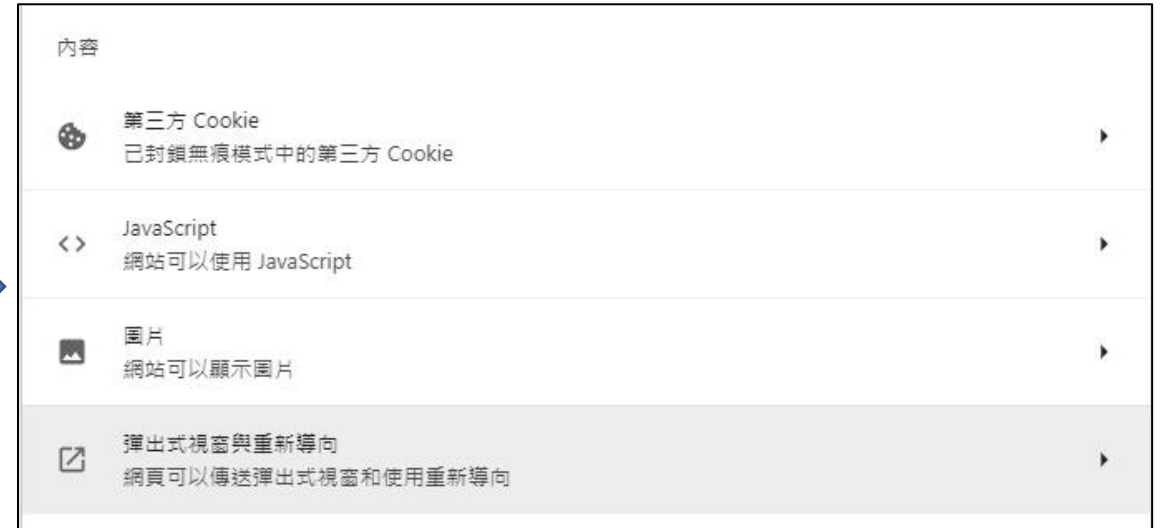 內容
第三方 Cookie
已封鎖無痕模式中的第三方 Cookie
JavaScript
網站可以使用 JavaScript
圖片
網站可以顯示圖片
彈出式視窗與重新導向
網頁可以傳送彈出式視窗和使用重新導向